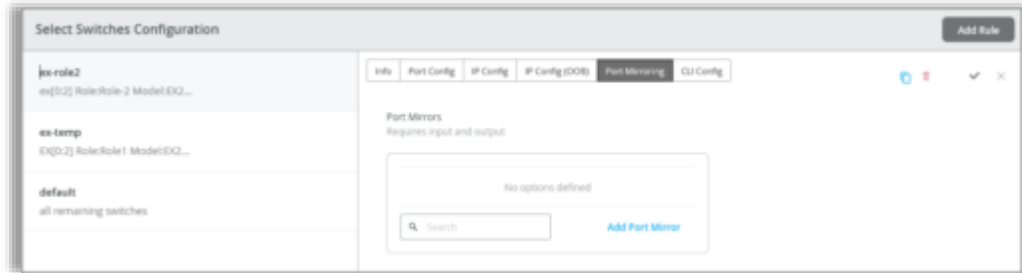 Select Switches Configuration
Add Rule
ex-role2
ex[0:2] Role:Role-2 Model:EX2...
ex-temp
EX[0:2] Role:Role1 Model:EX2...
default
all remaining switches
Info Port Config IP Config IP Config (OOB) Port Mirroring CLI Config
Port Mirrors
Requires input and output
No options defined
Search
Add Port Mirror